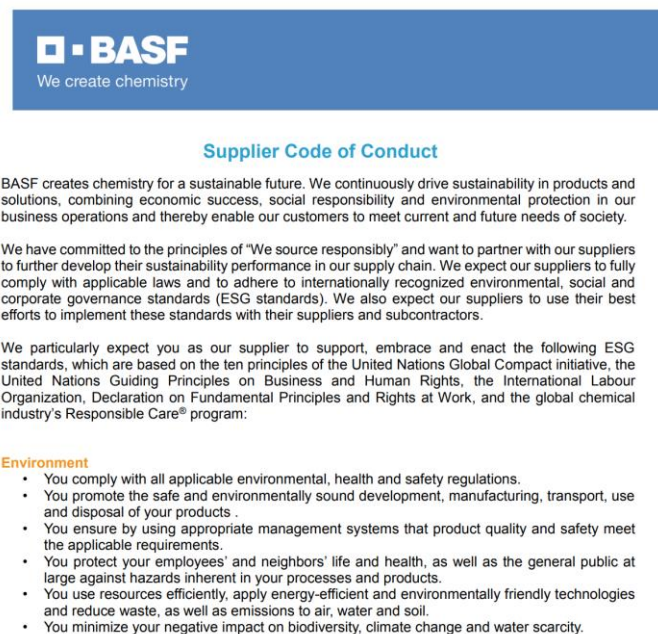 BASF
We create chemistry
Supplier Code of Conduct
BASF creates chemistry for a sustainable future. We continuously drive sustainability in products and
solutions, combining economic success, social responsibility and environmental protection in our
business operations and thereby enable our customers to meet current and future needs of society.
We have committed to the principles of “We source responsibly” and want to partner with our suppliers
to further develop their sustainability performance in our supply chain. We expect our suppliers to fully
comply with applicable laws and to adhere to internationally recognized environmental, social and
corporate governance standards (ESG standards). We also expect our suppliers to use their best
efforts to implement these standards with their suppliers and subcontractors.
We particularly expect you as our supplier to support, embrace and enact the following ESG
standards, which are based on the ten principles of the United Nations Global Compact initiative, the
United Nations Guiding Principles on Business and Human Rights, the International Labour
Organization, Declaration on Fundamental Principles and Rights at Work, and the global chemical
industry’s Responsible Care® program:
Environment
• You comply with all applicable environmental, health and safety regulations.
• You promote the safe and environmentally sound development, manufacturing, transport, use
and disposal of your products .
• You ensure by using appropriate management systems that product quality and safety meet
the applicable requirements.
• You protect your employees’ and neighbors’ life and health, as well as the general public at
large against hazards inherent in your processes and products.
• You use resources efficiently, apply energy-efficient and environmentally friendly technologies
and reduce waste, as well as emissions to air, water and soil.
• You minimize your negative impact on biodiversity, climate change and water scarcity.